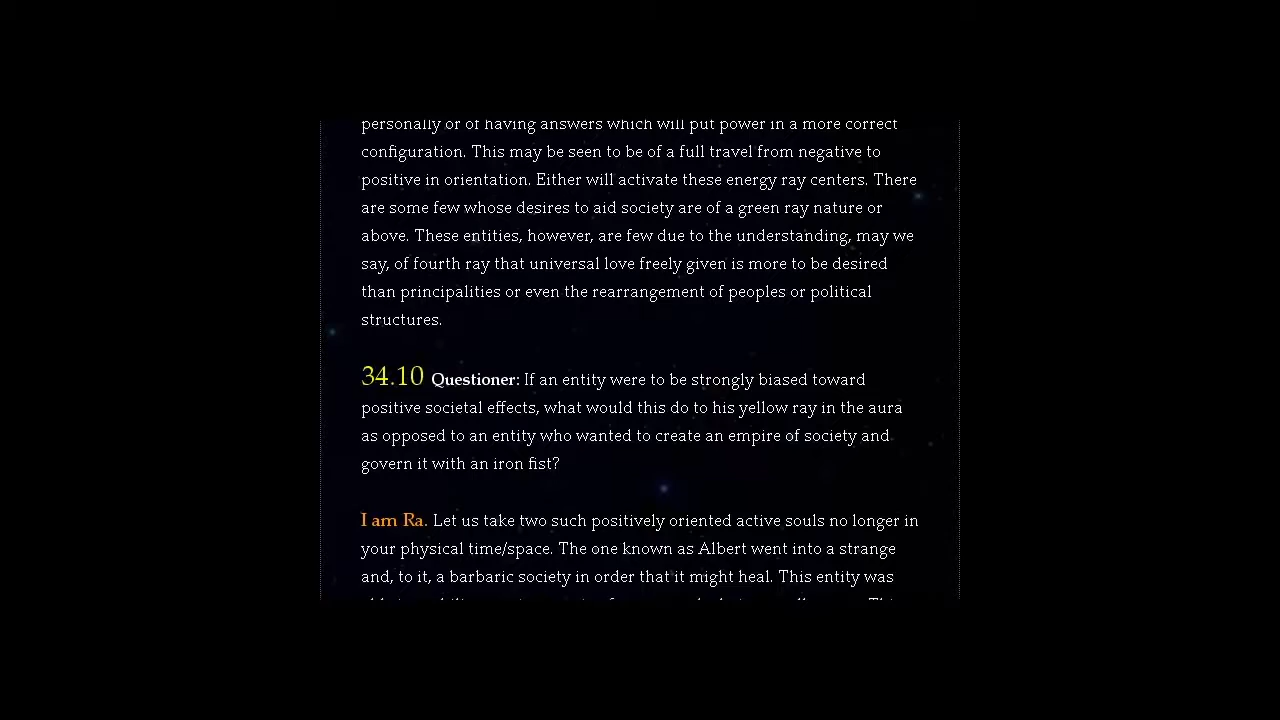 personally or of having answers which will put power in a more correct
configuration. This may be seen to be of a full travel from negative to
positive in orientation. Either will activate these energy ray centers. There
are some few whose desires to aid society are of a green ray nature or
above. These entities, however, are few due to the understanding, may we
say, of fourth ray that universal love freely given is more to be desired
than principalities or even the rearrangement of peoples or political
structures.
34.10 Questioner: If an entity were to be strongly biased toward
positive societal effects, what would this do to his yellow ray in the aura
as opposed to an entity who wanted to create an empire of society and
govern it with an iron fist?
I am Ra. Let us take two such positively oriented active souls no longer in
your physical time/space. The one known as Albert went into a strange
and, to it, a barbaric society in order that it might heal. This entity was